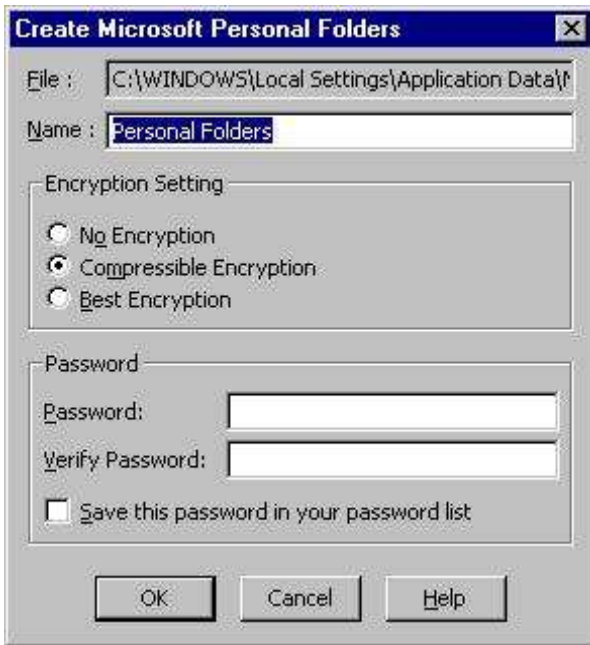 Create Microsoft Personal Folders
File : C:\WINDOWS\Local Settings\Application Data\
Name : Personal Folders
Encryption Setting
No Encryption
Compressible Encryption
Best Encryption
Password
Password:
Verify Password:
Save this password in your password list
OK Cancel Help